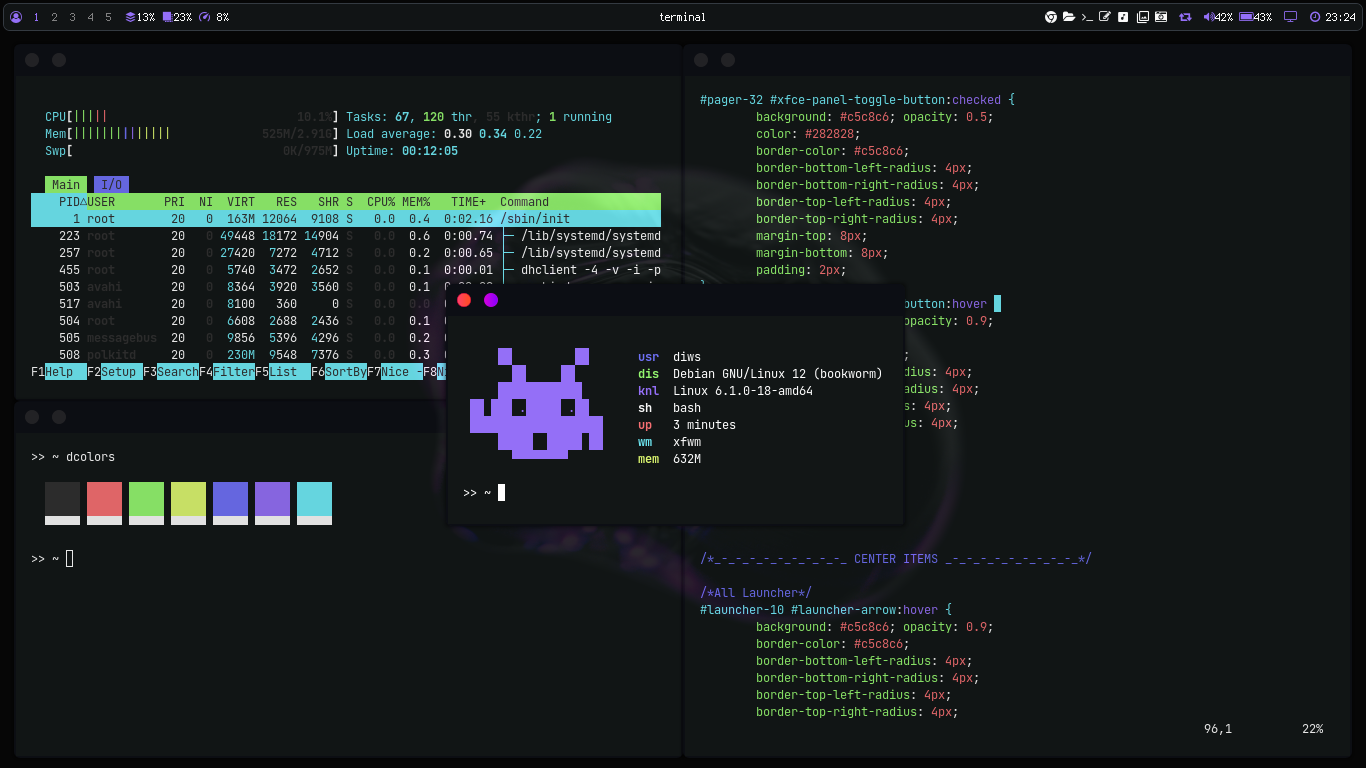 1 2 3 4 5 13% 23% 8% terminal 42% 43% 23:24
CPU[||||| 10.1%] Tasks: 67, 120 thr, 55 kthr; 1 running
Mem[|||||||||||||| 525M/2.91G] Load average: 0.30 0.34 0.22
Swp[ 0K/975M] Uptime: 00:12:05
Main I/O
PID△USER PRI NI VIRT RES SHR S CPU% MEM% TIME+ Command
1 root 20 0 163M 12064 9108 S 0.0 0.4 0:02.16 /sbin/init
223 root 20 0 49448 18172 14904 S 0.0 0.6 0:00.74 ├─ /lib/systemd/systemd
257 root 20 0 27420 7272 4712 S 0.0 0.2 0:00.65 ├─ /lib/systemd/systemd
455 root 20 0 5740 3472 2652 S 0.0 0.1 0:00.01 ├─ dhclient -4 -v -i -p
503 avahi 20 0 8364 3920 3560 S 0.0 0.1
517 avahi 20 0 8100 360 0 S 0.0 0.0
504 root 20 0 6608 2688 2436 S 0.0 0.1
505 messagebus 20 0 9856 5396 4296 S 0.0 0.2
508 polkitd 20 0 230M 9548 7376 S 0.0 0.3
F1Help F2Setup F3SearchF4FilterF5List F6SortByF7Nice -F8N
>> ~ dcolors
>> ~
usr diws
dis Debian GNU/Linux 12 (bookworm)
knl Linux 6.1.0-18-amd64
sh bash
up 3 minutes
wm xfwm
mem 632M
>> ~
#pager-32 #xfce-panel-toggle-button:checked {
background: #c5c8c6; opacity: 0.5;
color: #282828;
border-color: #c5c8c6;
border-bottom-left-radius: 4px;
border-bottom-right-radius: 4px;
border-top-left-radius: 4px;
border-top-right-radius: 4px;
margin-top: 8px;
margin-bottom: 8px;
padding: 2px;
}
button:hover
opacity: 0.9;
;
dius: 4px;
adius: 4px;
s: 4px;
us: 4px;
/*_-_-_-_-_-_-_-_-_-_ CENTER ITEMS _-_-_-_-_-_-_-_-_-_*/
/*All Launcher*/
#launcher-10 #launcher-arrow:hover {
background: #c5c8c6; opacity: 0.9;
border-color: #c5c8c6;
border-bottom-left-radius: 4px;
border-bottom-right-radius: 4px;
border-top-left-radius: 4px;
border-top-right-radius: 4px;
96,1 22%